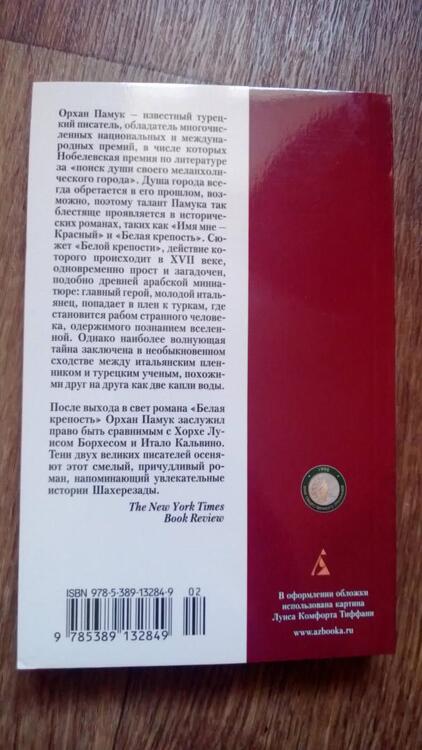 Орхан Памук — известный турец-
кий писатель, обладатель многочис-
ленных национальных и междуна-
родных премий, в числе которых
Нобелевская премия по литературе
за «поиск души своего меланхоли-
ческого города». Душа города все-
гда обретается в его прошлом, воз-
можно, поэтому талант Памука так
блестяще проявляется в историчес-
ких романах, таких как «Имя мне –
Красный» и «Белая крепость». Сю-
жет «Белой крепости», действие ко-
торого происходит в XVII веке,
одновременно прост и загадочен,
подобно древней арабской миниа-
тюре: главный герой, молодой италь-
янец, попадает в плен к туркам, где
становится рабом странного челове-
ка, одержимого познанием вселен-
ной. Однако наиболее волнующая
тайна заключена в необыкновенном
сходстве между итальянским плен-
ником и турецким ученым, похожи-
ми друг на друга как две капли воды.
После выхода в свет романа «Белая
крепость» Орхан Памук заслужил
право быть сравнимым с Хорхе Лу-
исом Борхесом и Итало Кальвино.
Тени двух великих писателей осеня-
ют этот смелый, причудливый ро-
ман, напоминающий увлекательные
истории Шахерезады.
The New York Times
Book Review
ISBN 978-5-389-13284-9
02
9 785389 132849
В оформлении обложки
использована картина
Луиса Комфорта Тиффани
www.azbooka.ru